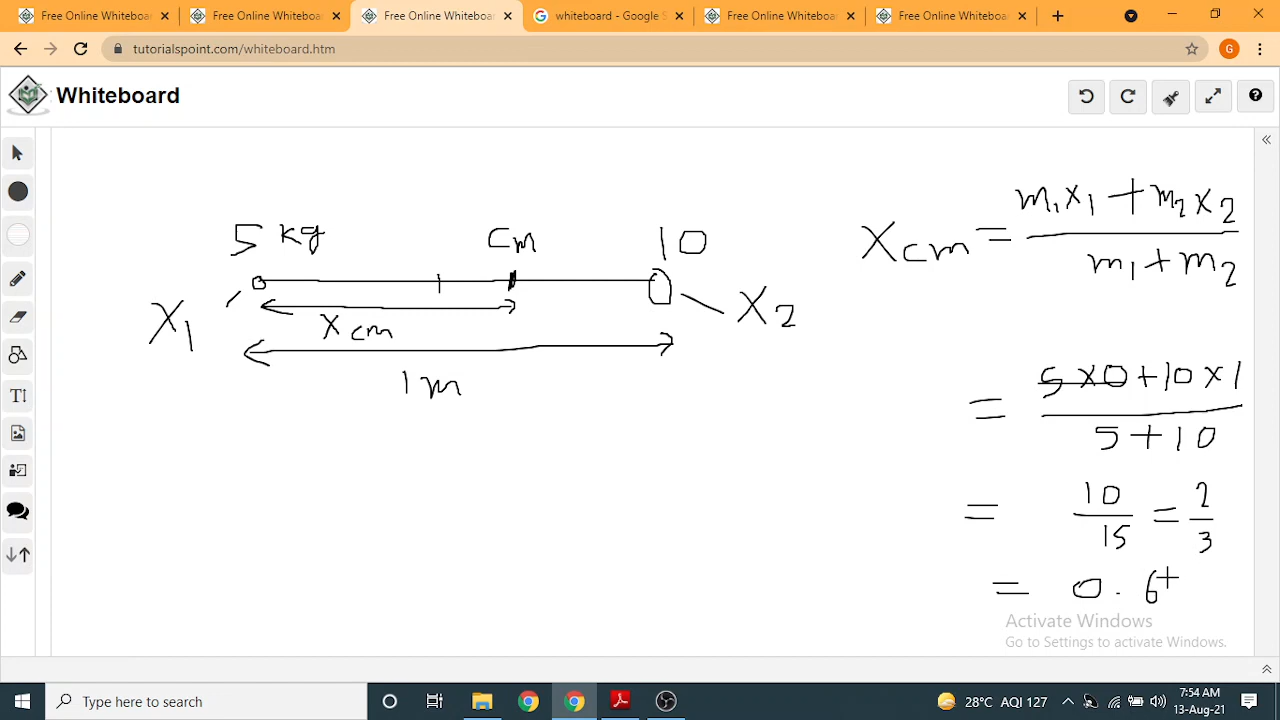 Free Online Whiteboa
Free Online Whiteboa
Free Online Whiteboa
whiteboard - Google S
Free Online Whiteboa
Free Online Whiteboa
tutorialspoint.com/whiteboard.htm
G
Whiteboard
5 kg
Cm
10
X1
X2
X cm
1 m
Xcm = m1x1 + m2x2 / m1 + m2
= 5 x 0 + 10 x 1 / 5 + 10
= 10 / 15 = 2 / 3
= 0.6+
Activate Windows
Go to Settings to activate Windows.
Type here to search
28°C AQI 127
7:54 AM
13-Aug-21